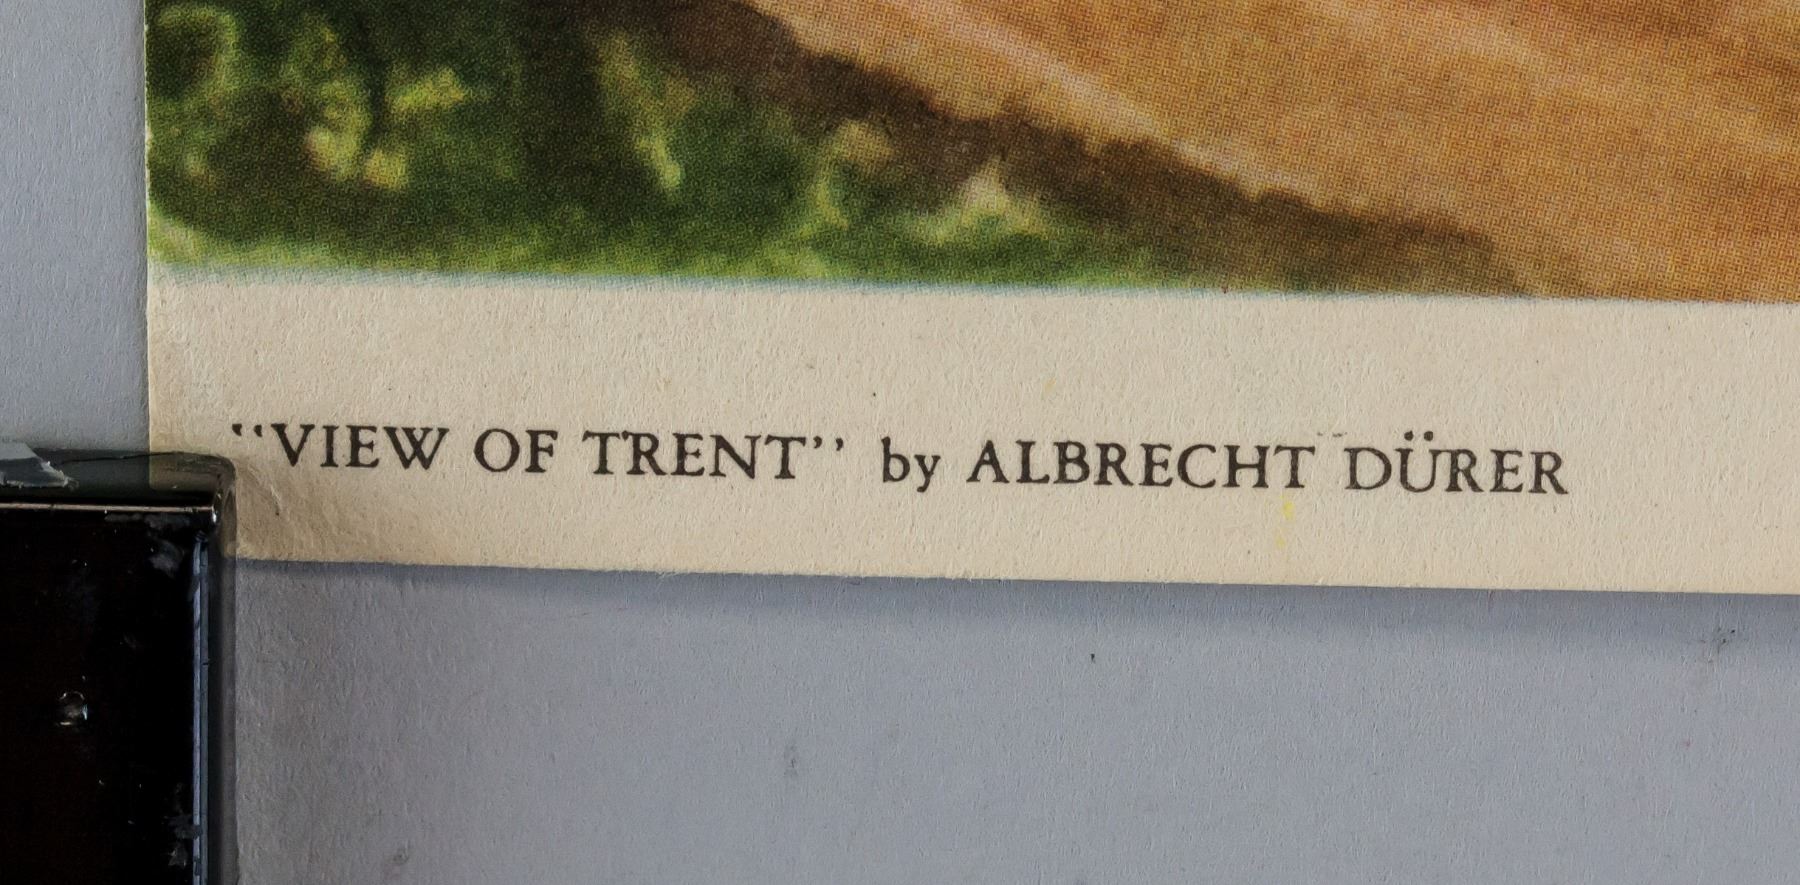 “VIEW OF TRENT” by ALBRECHT DÜRER